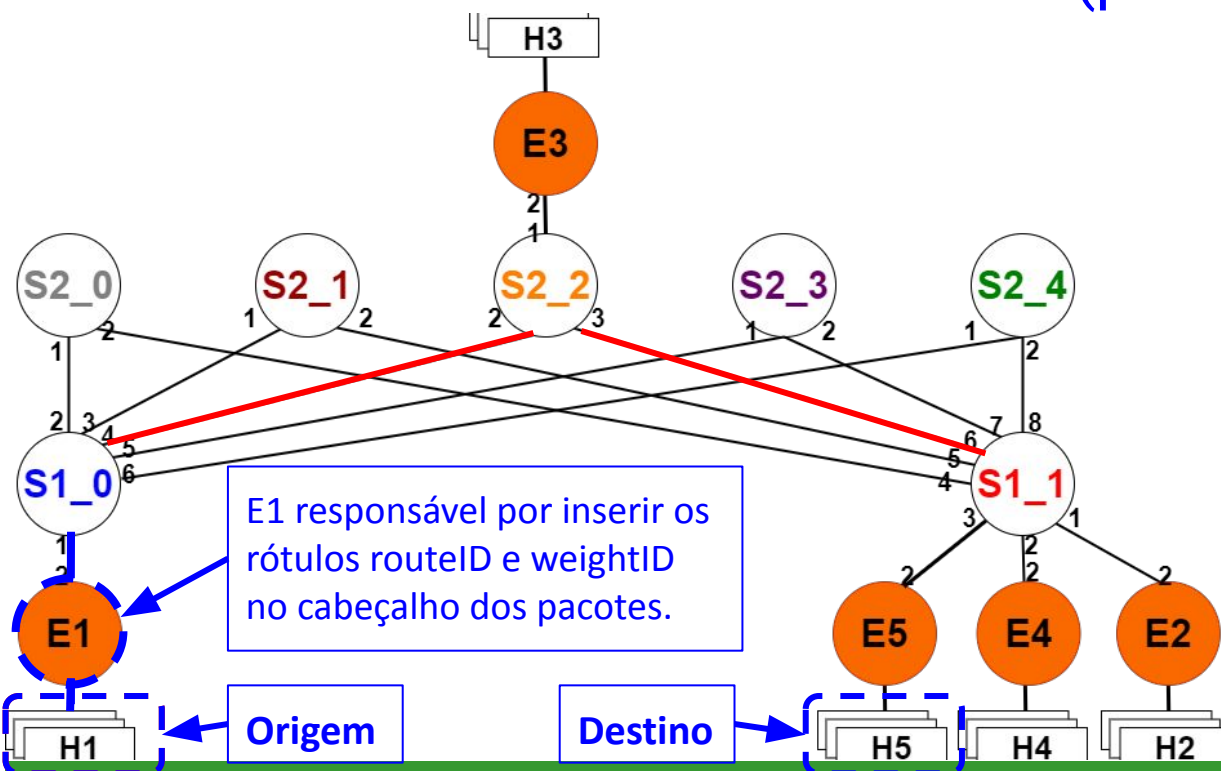 H3
E3
2
1
S2_0
S2_1
S2_2
S2_3
S2_4
1
2
1
2
2
3
1
2
1
2
2
3
4
5
6
4
5
6
7
8
S1_0
S1_1
1
2
3
2
1
2
2
2
E1 responsável por inserir os
rótulos routeID e weightID
no cabeçalho dos pacotes.
E1
E5
E4
E2
Origem
Destino
H1
H5
H4
H2